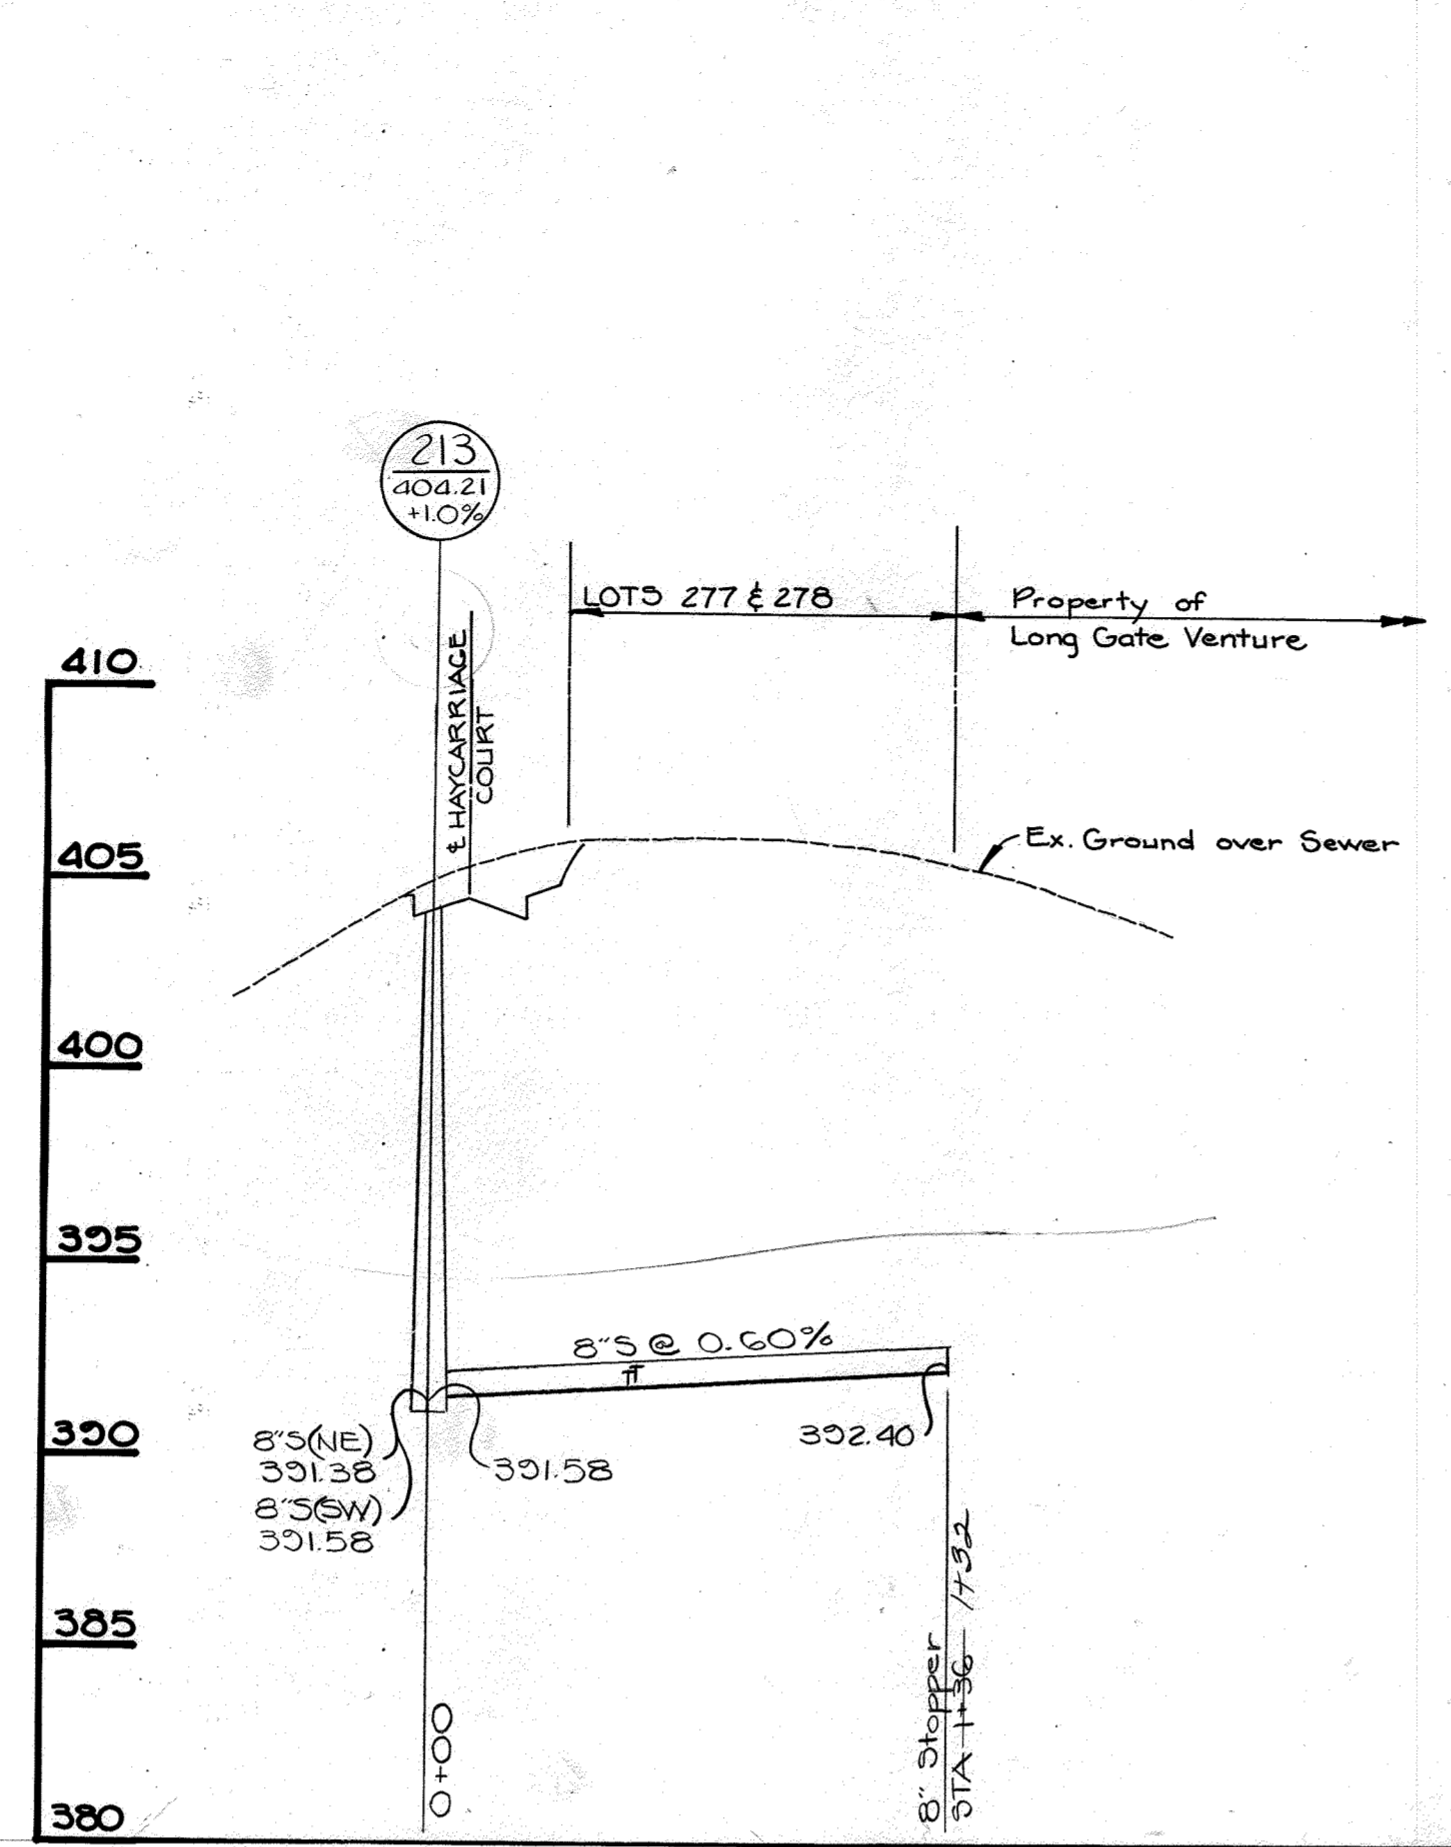 213
404.21
+1.0%
LOTS 277 & 278
Property of
Long Gate Venture
℄ HAYCARRIAGE
COURT
410
405
400
395
390
385
380
Ex. Ground over Sewer
8"S @ 0.60%
8"S(NE)
391.38
8"S(SW)
391.58
391.58
392.40
0+00
8" Stopper
STA 1+36 1+32